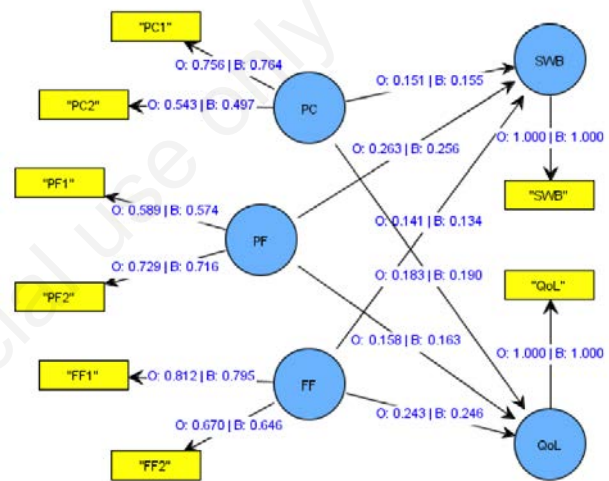 "PC1"
O: 0.756 | B: 0.764
SWB
"PC2"
O: 0.543 | B: 0.497
PC
O: 0.151 | B: 0.155
O: 0.263 | B: 0.256
O: 1.000 | B: 1.000
"PF1"
O: 0.589 | B: 0.574
"SWB"
O: 0.141 | B: 0.134
PF
O: 0.729 | B: 0.716
O: 0.183 | B: 0.190
"PF2"
"QoL"
O: 0.158 | B: 0.163
O: 1.000 | B: 1.000
"FF1"
O: 0.812 | B: 0.795
FF
O: 0.243 | B: 0.246
O: 0.670 | B: 0.646
QoL
"FF2"
cial use only